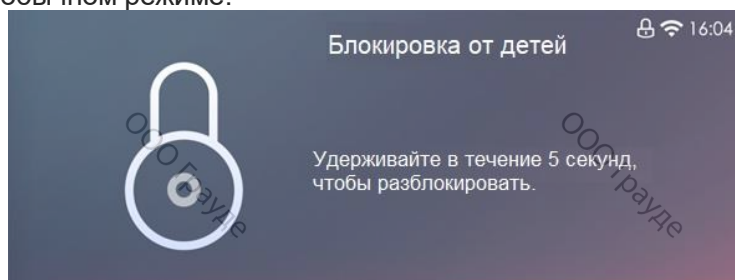 обычном режиме.
Блокировка от детей
16:04
Удерживайте в течение 5 секунд,
чтобы разблокировать.
ООО Грауде
ООО Грауде